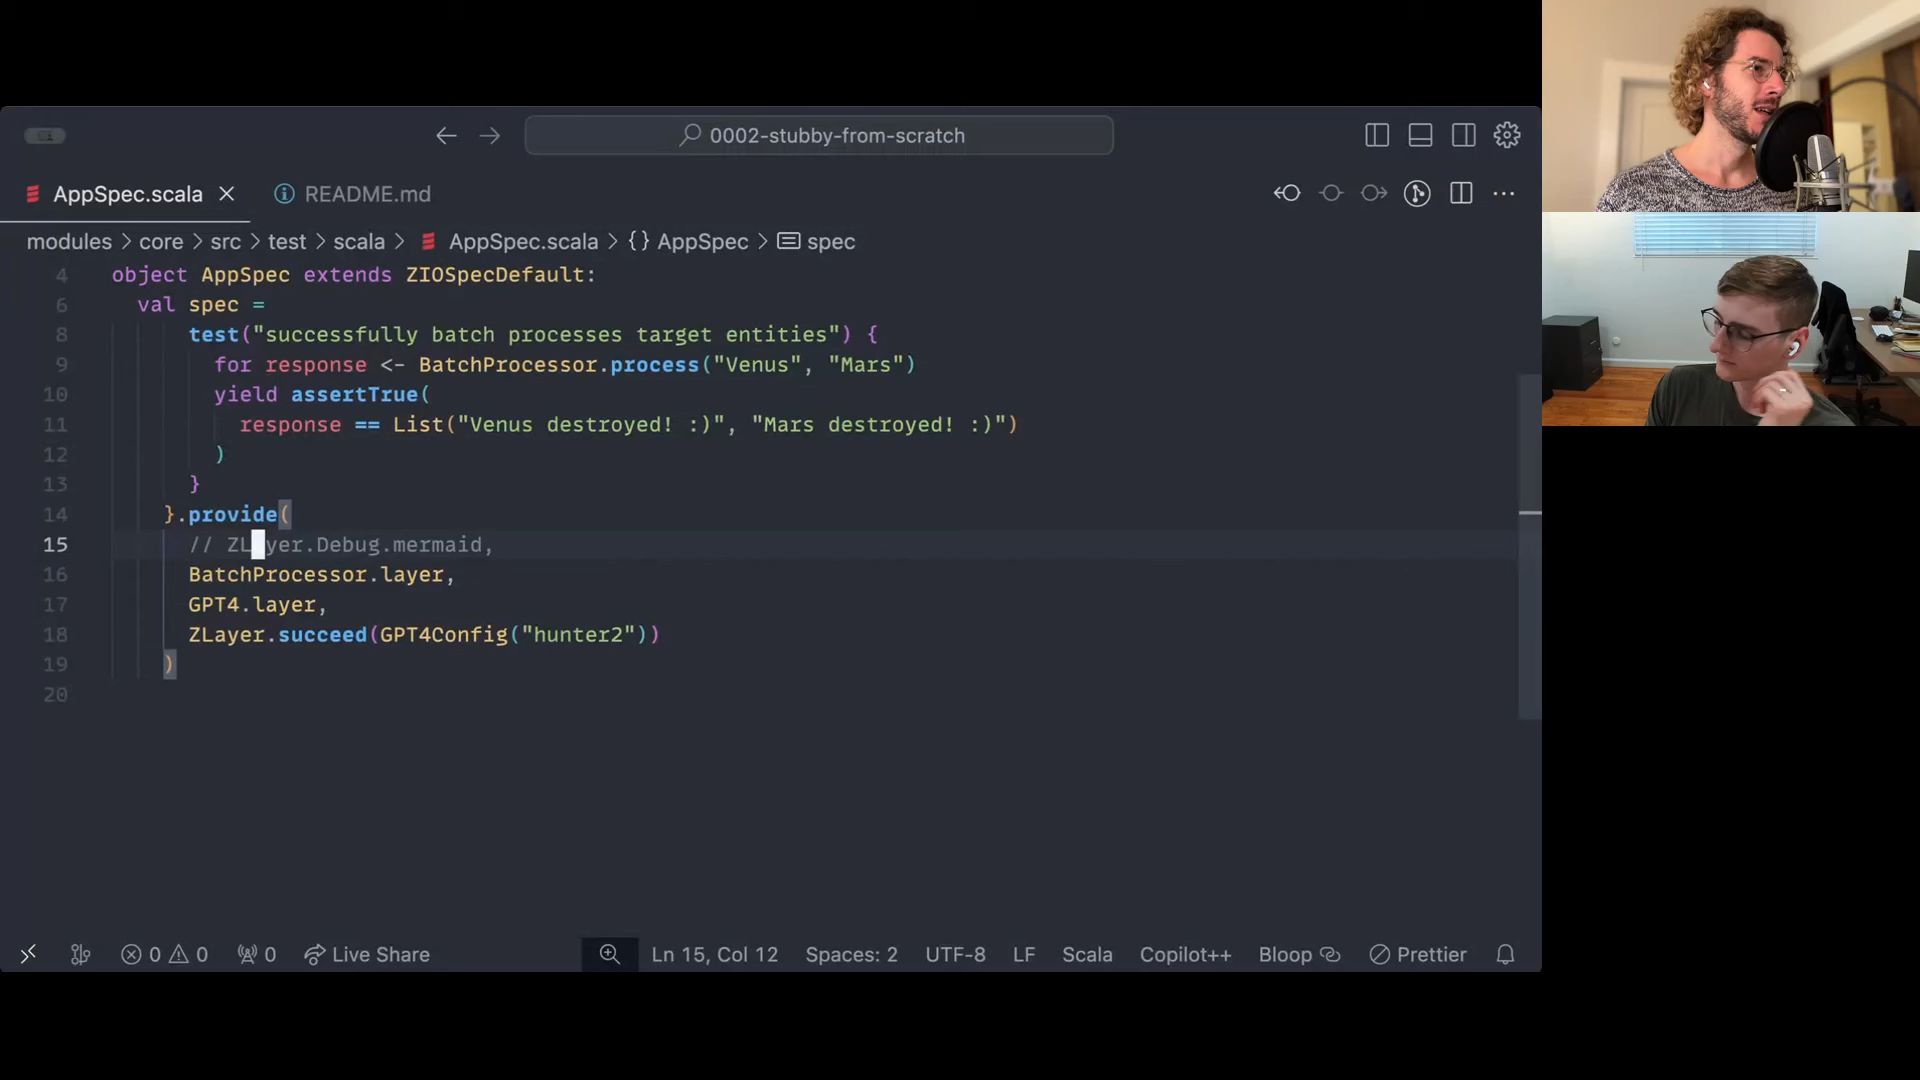 0002-stubby-from-scratch
AppSpec.scala README.md
modules > core > src > test > scala > AppSpec.scala > {} AppSpec > spec
4 object AppSpec extends ZIOSpecDefault:
6 val spec =
8 test("successfully batch processes target entities") {
9 for response <- BatchProcessor.process("Venus", "Mars")
10 yield assertTrue(
11 response == List("Venus destroyed! :)", "Mars destroyed! :)")
12 )
13 }
14 }.provide(
15 // ZLayer.Debug.mermaid,
16 BatchProcessor.layer,
17 GPT4.layer,
18 ZLayer.succeed(GPT4Config("hunter2"))
19 )
20
0 0 0 Live Share Ln 15, Col 12 Spaces: 2 UTF-8 LF Scala Copilot++ Bloop Prettier